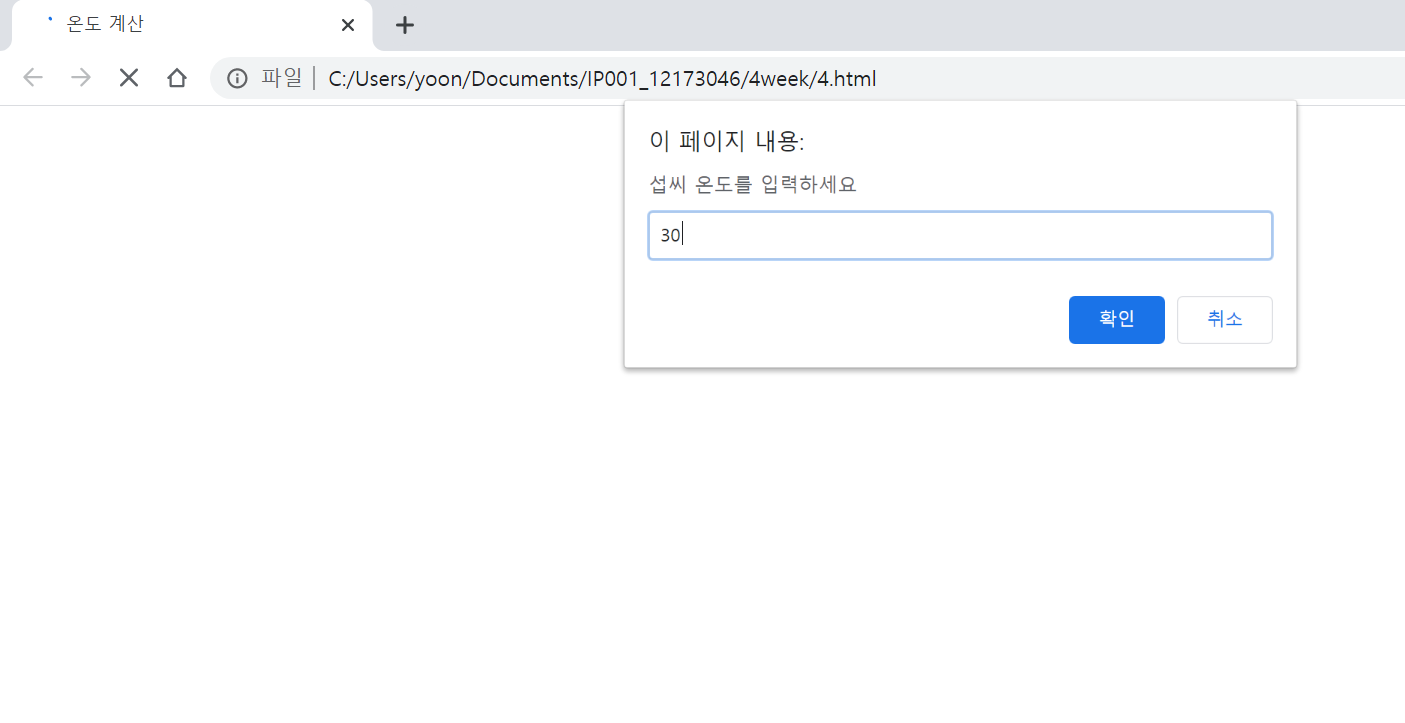 온도 계산
파일 | C:/Users/yoon/Documents/IP001_12173046/4week/4.html
이 페이지 내용:
섭씨 온도를 입력하세요
30
확인 취소